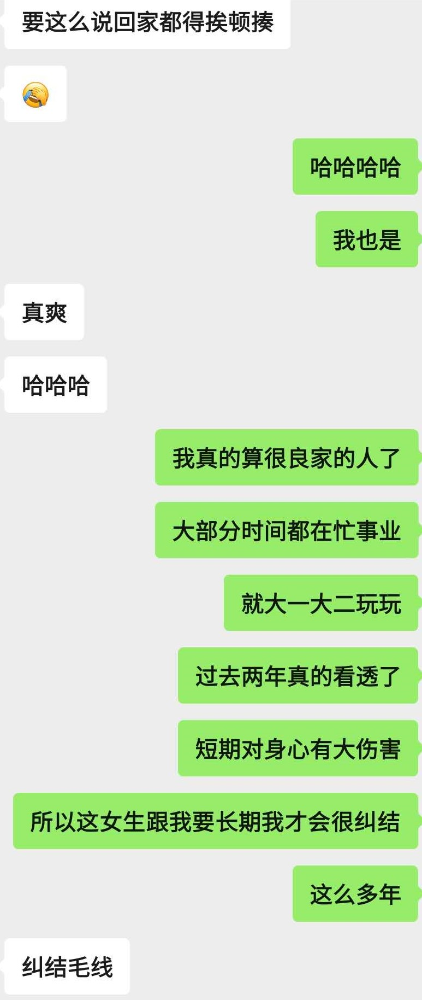 要这么说回家都得挨顿揍
🤣
哈哈哈哈
我也是
真爽
哈哈哈
我真的算很良家的人了
大部分时间都在忙事业
就大一大二玩玩
过去两年真的看透了
短期对身心有大伤害
所以这女生跟我要长期我才会很纠结
这么多年
纠结毛线